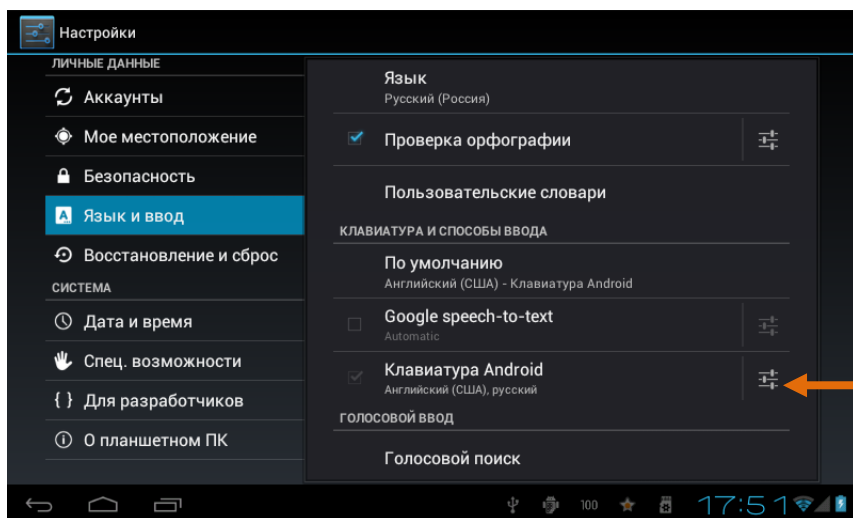 Настройки
ЛИЧНЫЕ ДАННЫЕ
Аккаунты
Мое местоположение
Безопасность
Язык и ввод
Восстановление и сброс
СИСТЕМА
Дата и время
Спец. возможности
Для разработчиков
О планшетном ПК
Язык
Русский (Россия)
Проверка орфографии
Пользовательские словари
КЛАВИАТУРА И СПОСОБЫ ВВОДА
По умолчанию
Английский (США) - Клавиатура Android
Google speech-to-text
Automatic
Клавиатура Android
Английский (США), русский
ГОЛОСОВОЙ ВВОД
Голосовой поиск
100
17:51